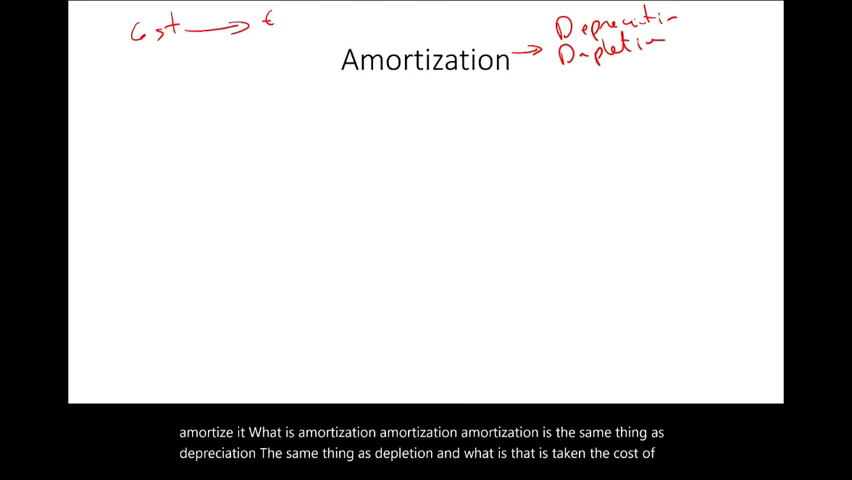 Cost → E
Depreciation
Depletion
Amortization →
amortize it What is amortization amortization amortization is the same thing as
depreciation The same thing as depletion and what is that is taken the cost of